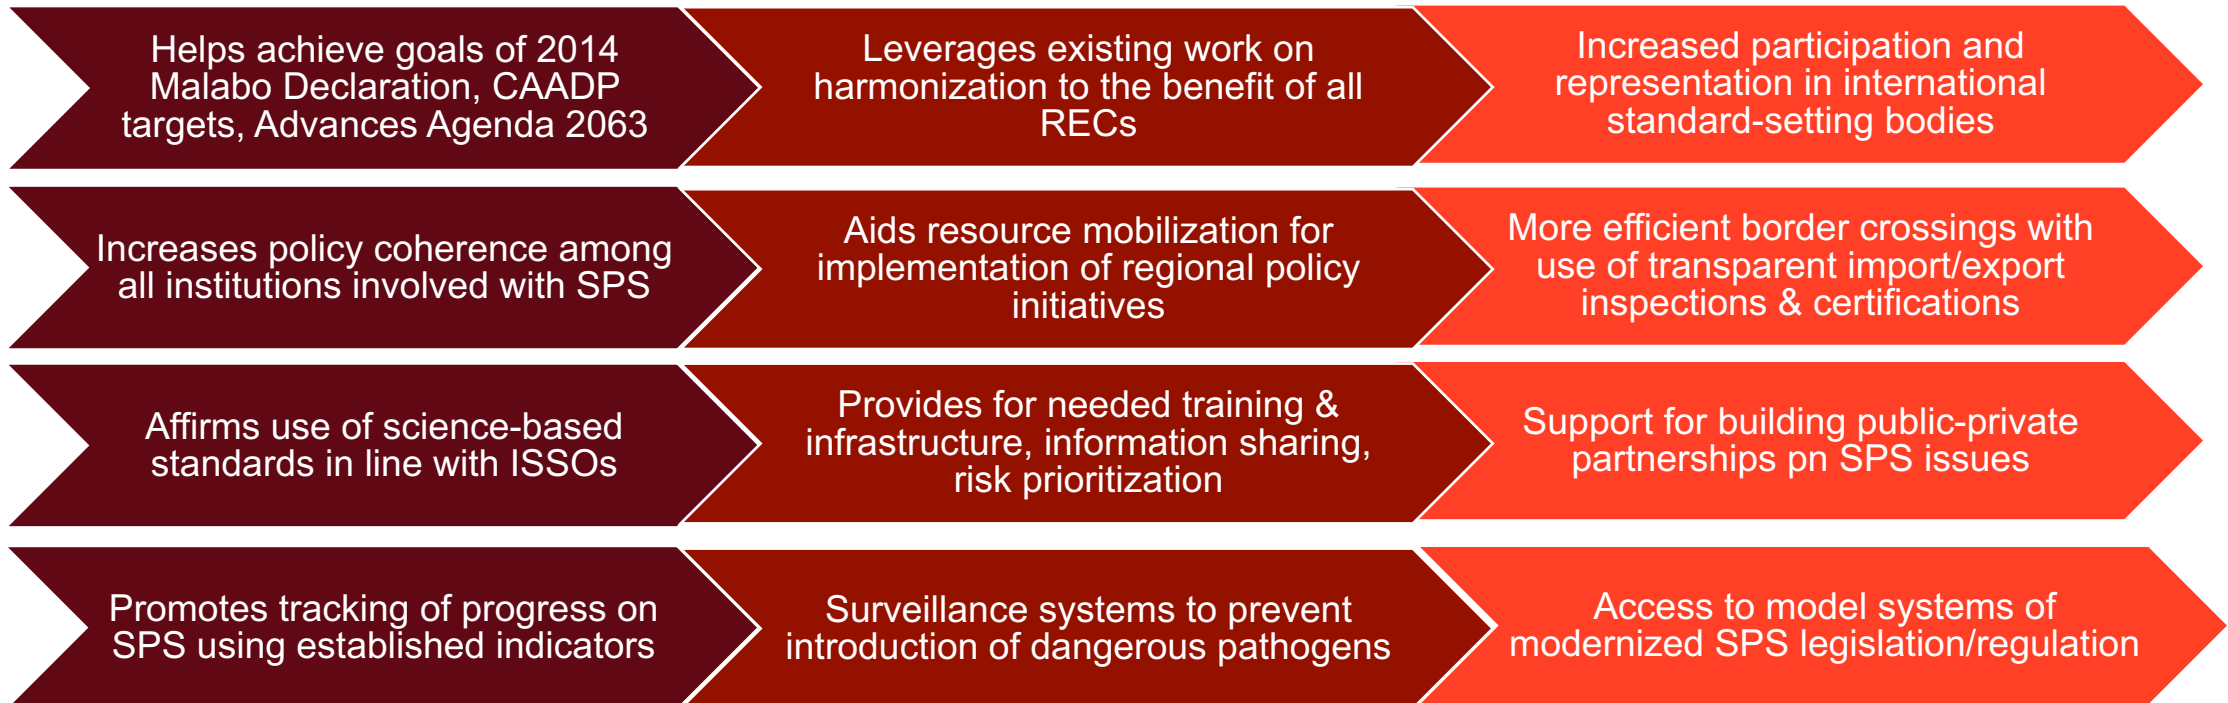 Helps achieve goals of 2014
Malabo Declaration, CAADP
targets, Advances Agenda 2063
Leverages existing work on
harmonization to the benefit of all
RECs
Increased participation and
representation in international
standard-setting bodies
Increases policy coherence among
all institutions involved with SPS
Aids resource mobilization for
implementation of regional policy
initiatives
More efficient border crossings with
use of transparent import/export
inspections & certifications
Affirms use of science-based
standards in line with ISSOs
Provides for needed training &
infrastructure, information sharing,
risk prioritization
Support for building public-private
partnerships pn SPS issues
Promotes tracking of progress on
SPS using established indicators
Surveillance systems to prevent
introduction of dangerous pathogens
Access to model systems of
modernized SPS legislation/regulation